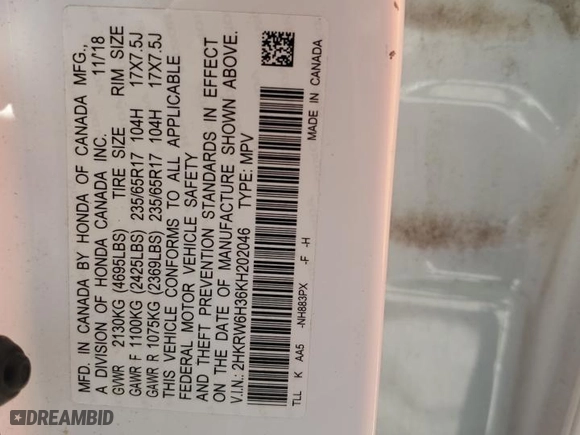 MFD. IN CANADA BY HONDA OF CANADA MFG.,
A DIVISION OF HONDA CANADA INC. 11/'18
GVWR 2130KG (4699LBS) TIRE SIZE RIM SIZE
GAWR F 1100KG (2425LBS) 235/65R17 104H 17X7.5J
GAWR R 1075KG (2369LBS) 235/65R17 104H 17X7.5J
THIS VEHICLE CONFORMS TO ALL APPLICABLE
FEDERAL MOTOR VEHICLE SAFETY
AND THEFT PREVENTION STANDARDS IN EFFECT
ON THE DATE OF MANUFACTURE SHOWN ABOVE.
V.I.N.: 2HKRW6H36KH202046 TYPE: MPV
TLL K AA5 -NH883PX -F -H MADE IN CANADA
DREAMBID